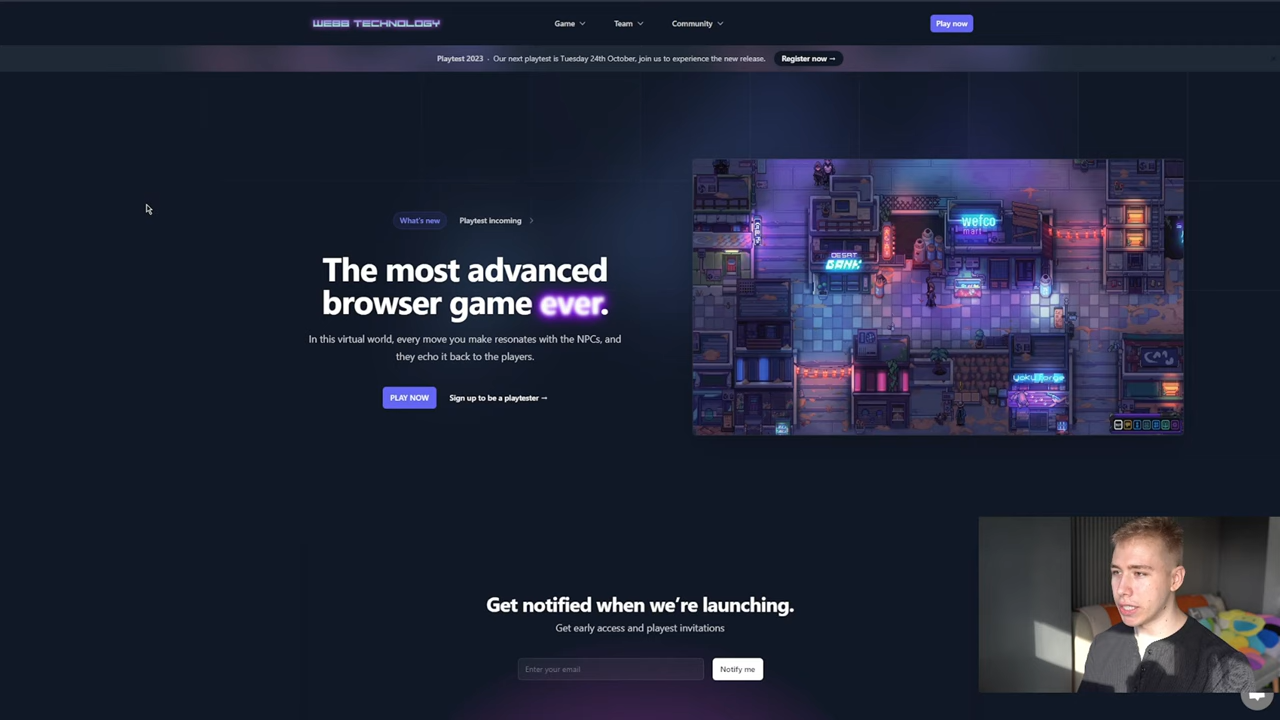 WEBB TECHNOLOGY
Game
Team
Community
Play now
Playtest 2023 · Our next playtest is Tuesday 24th October, join us to experience the new release.
Register now →
What's new
Playtest incoming
The most advanced
browser game ever.
In this virtual world, every move you make resonates with the NPCs, and
they echo it back to the players.
PLAY NOW
Sign up to be a playtester →
wefco
mart
BANK
Get notified when we're launching.
Get early access and playest invitations
Enter your email
Notify me